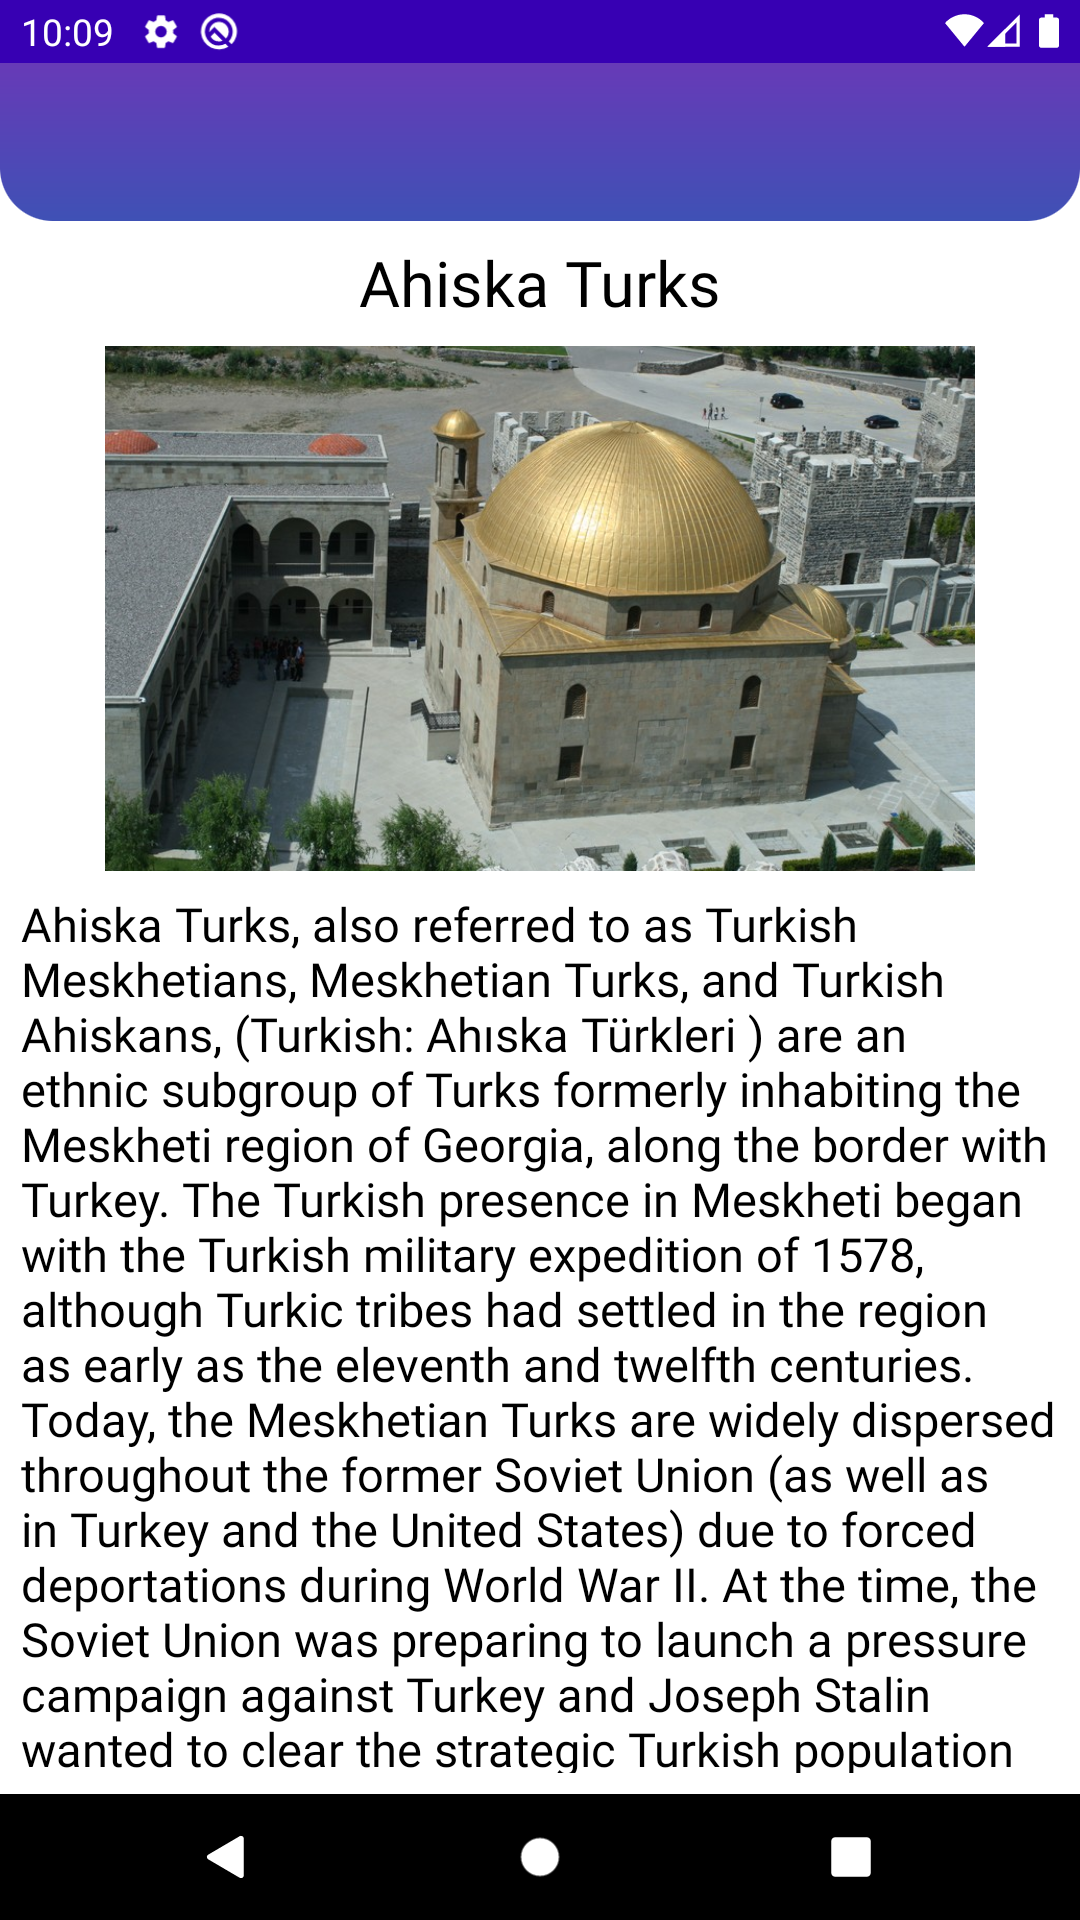 10:09
Ahiska Turks
Ahiska Turks, also referred to as Turkish
Meskhetians, Meskhetian Turks, and Turkish
Ahiskans, (Turkish: Ahıska Türkleri ) are an
ethnic subgroup of Turks formerly inhabiting the
Meskheti region of Georgia, along the border with
Turkey. The Turkish presence in Meskheti began
with the Turkish military expedition of 1578,
although Turkic tribes had settled in the region
as early as the eleventh and twelfth centuries.
Today, the Meskhetian Turks are widely dispersed
throughout the former Soviet Union (as well as
in Turkey and the United States) due to forced
deportations during World War II. At the time, the
Soviet Union was preparing to launch a pressure
campaign against Turkey and Joseph Stalin
wanted to clear the strategic Turkish population